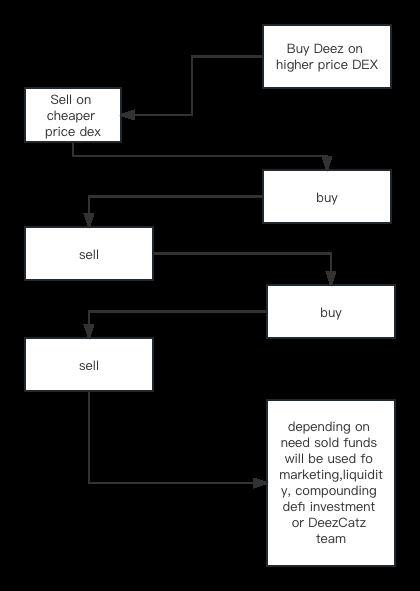 Buy Deez on
higher price DEX
Sell on
cheaper
price dex
buy
sell
buy
sell
depending on
need sold funds
will be used fo
marketing,liquidit
y, compounding
defi investment
or DeezCatz
team